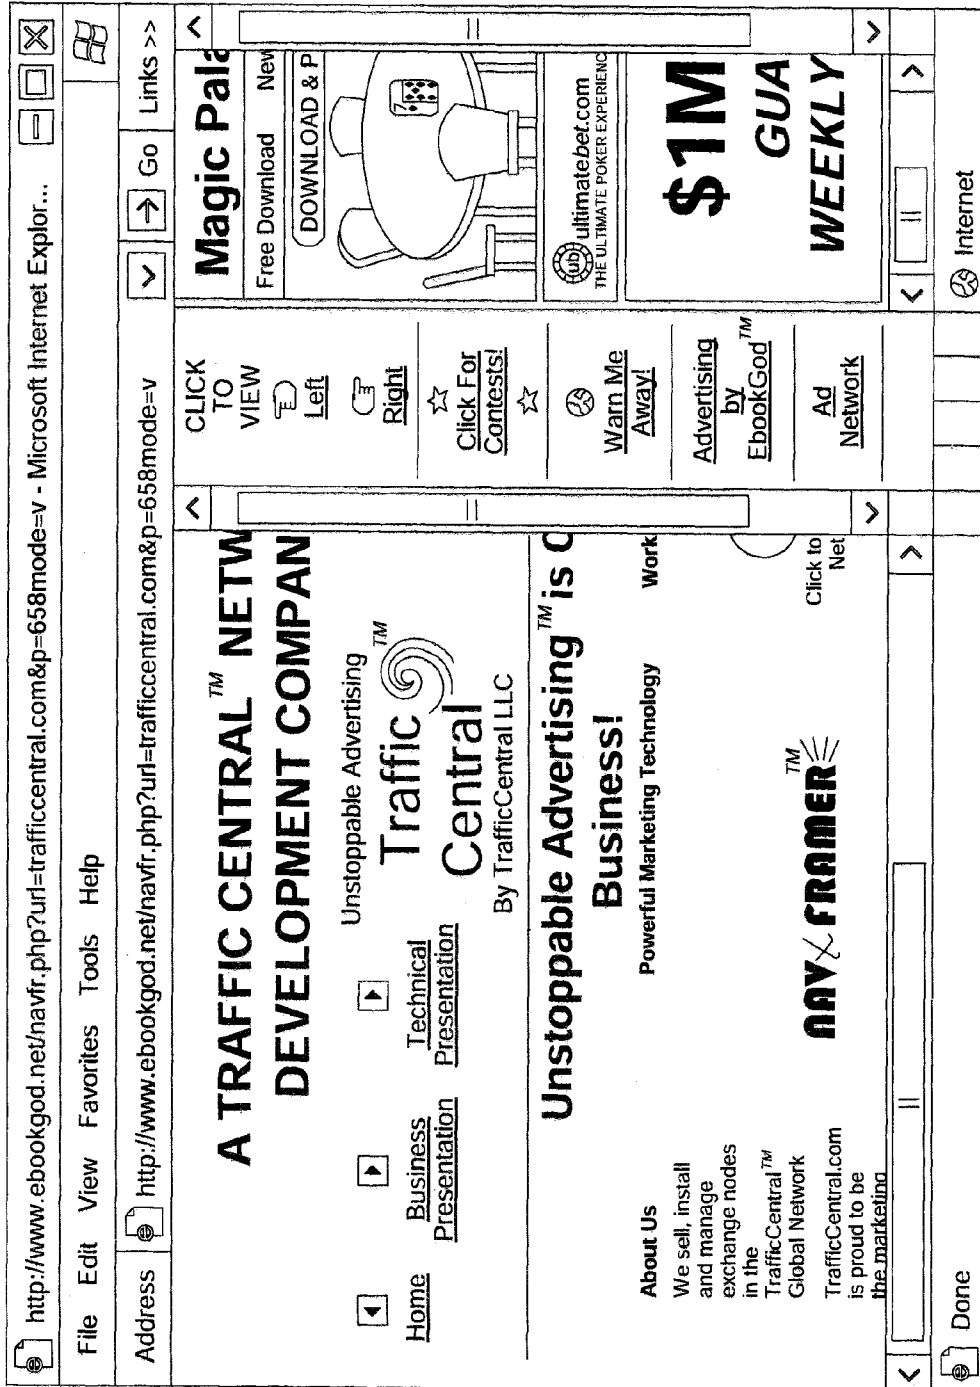 http://www.ebookgod.net/navfr.php?url=trafficcentral.com&p=658mode=v - Microsoft Internet Explor...
File Edit View Favorites Tools Help
Address http://www.ebookgod.net/navfr.php?url=trafficcentral.com&p=658mode=v Go Links >>
A TRAFFIC CENTRAL™ NETW
DEVELOPMENT COMPAN
Home
Business
Presentation
Technical
Presentation
Unstoppable Advertising
Traffic
Central
TM
By TrafficCentral LLC
Unstoppable Advertising™ is O
Business!
About Us
We sell, install
and manage
exchange nodes
in the
TrafficCentral™
Global Network
TrafficCentral.com
is proud to be
the marketing
Powerful Marketing Technology
NAV FRAMER™
Work
Click to
Net
CLICK
TO
VIEW
Left
Right
Click For
Contests!
Warn Me
Away!
Advertising
by
EbookGod™
Ad
Network
Magic Pala
Free Download New
DOWNLOAD & P
7
ub ultimatebet.com
THE ULTIMATE POKER EXPERIENC
$1M
GUA
WEEKLY
Done
Internet